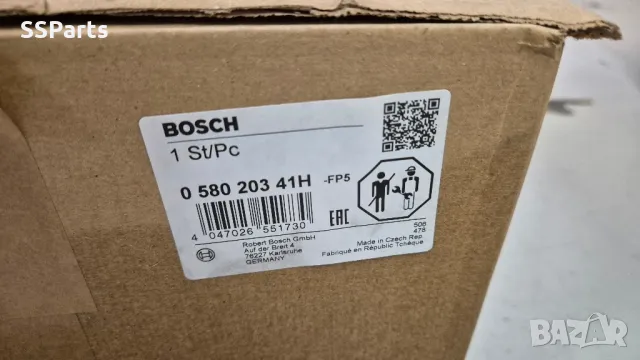 SSParts
BOSCH
1 St/Pc
0 580 203 41H -FP5
4 047026 551730
EAC
Robert Bosch GmbH
Auf der Breit 4
76227 Karlsruhe
GERMANY
506
478
Made in Czech Rep.
Fabriqué en République Tchèque
BAZAR